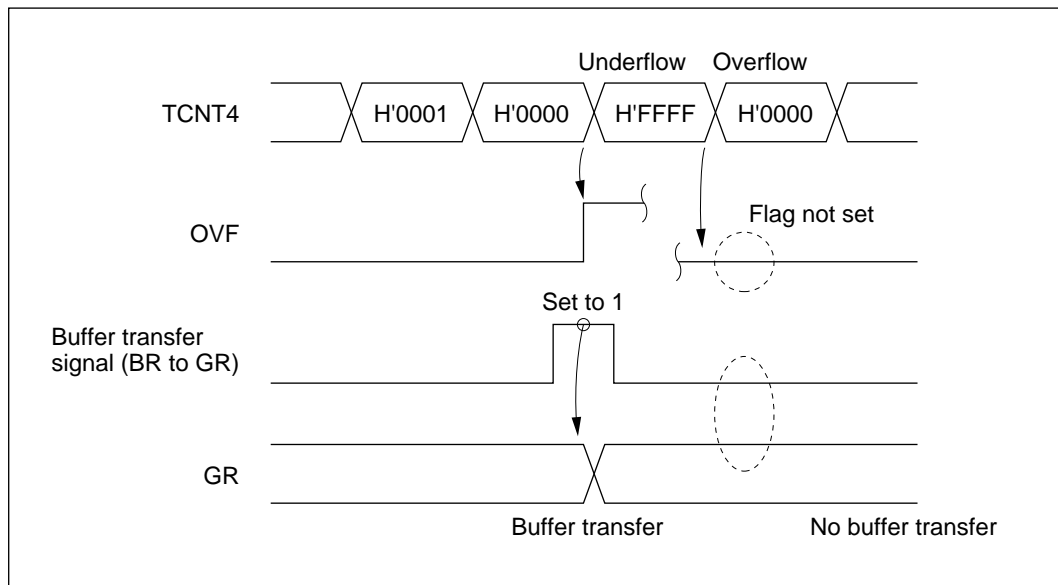 Underflow Overflow
TCNT4 H'0001 H'0000 H'FFFF H'0000
Flag not set
OVF
Set to 1
Buffer transfer
signal (BR to GR)
GR
Buffer transfer No buffer transfer